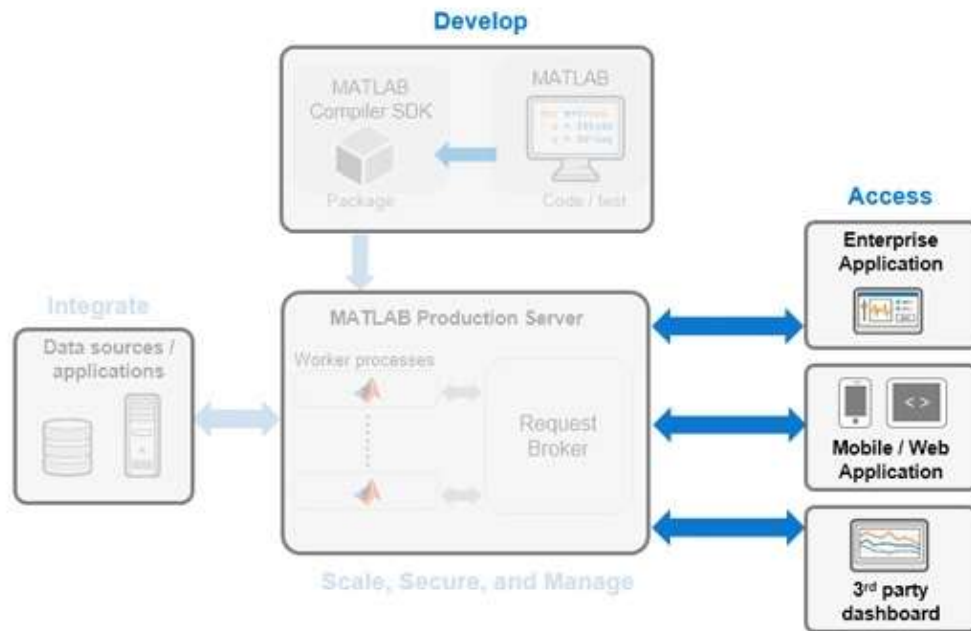 Develop
MATLAB
Compiler SDK
Package
MATLAB
Code / test
Access
Enterprise
Application
Mobile / Web
Application
3rd party
dashboard
Integrate
Data sources /
applications
MATLAB Production Server
Worker processes
Request
Broker
Scale, Secure, and Manage